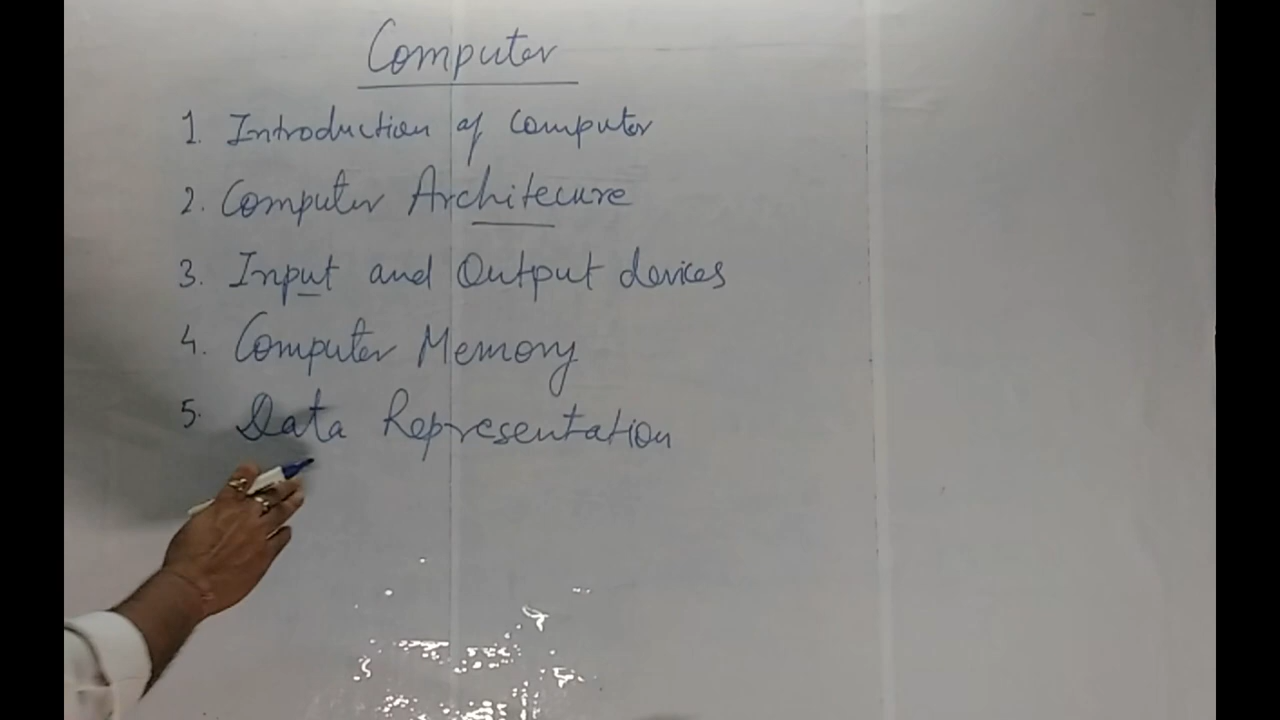 Computer
1. Introduction of Computer
2. Computer Architecure
3. Input and Output devices
4. Computer Memory
5. Data Representation